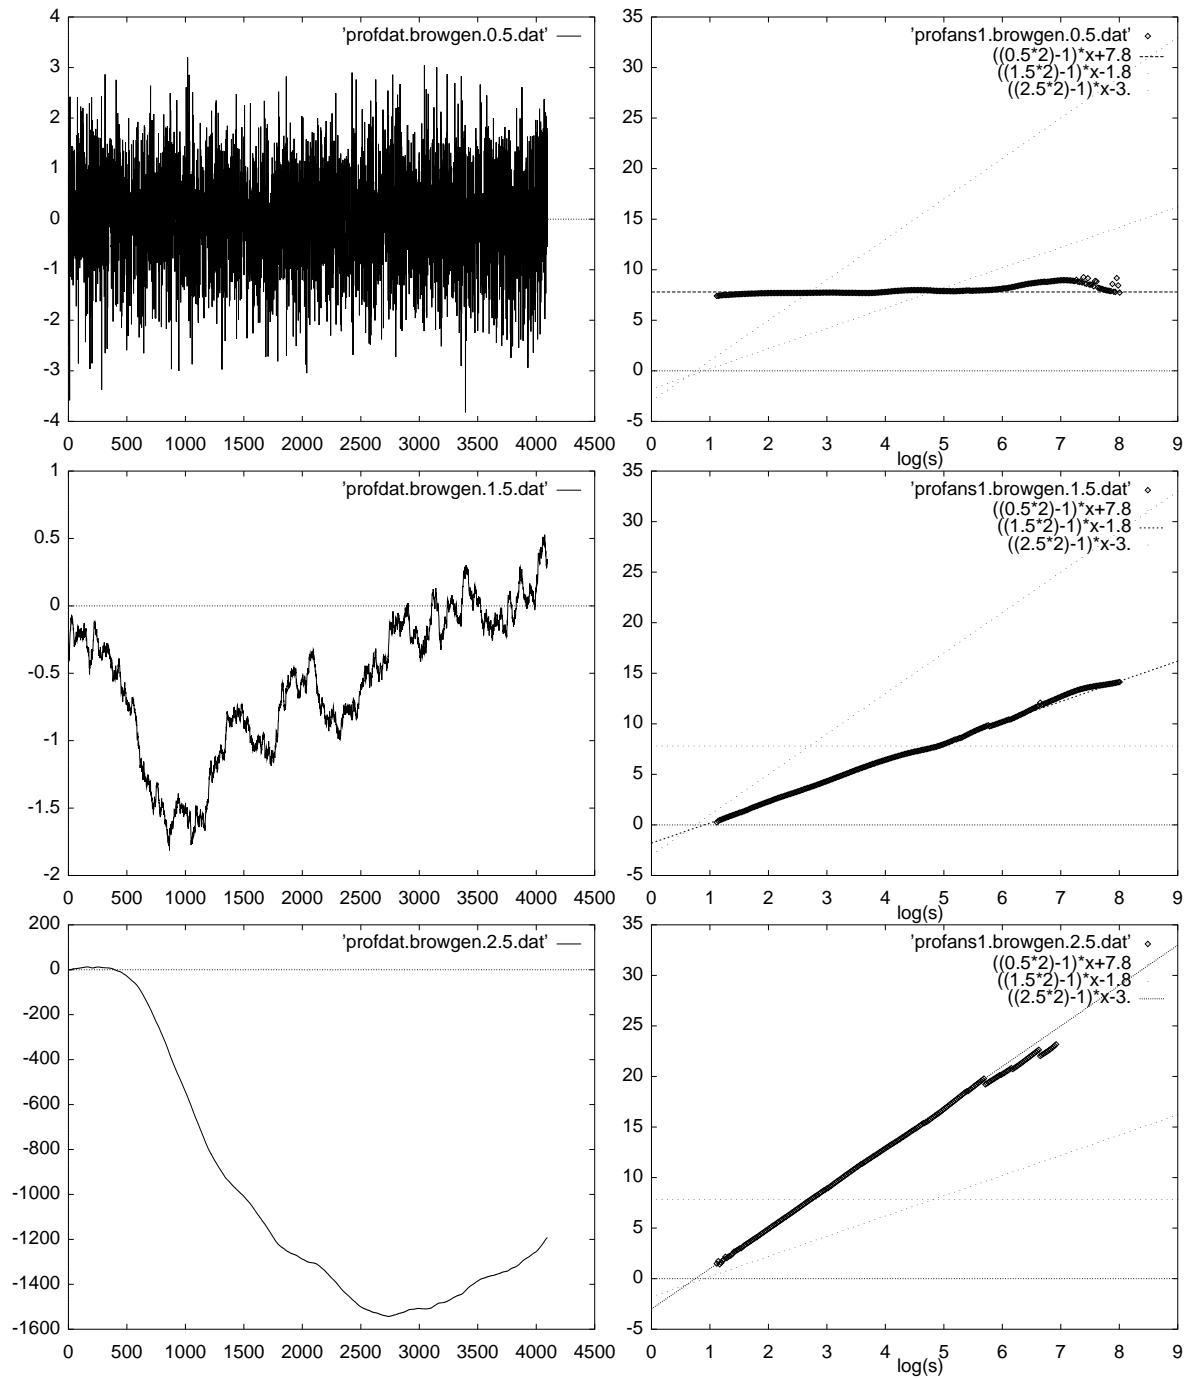 4
3
2
1
0
-1
-2
-3
-4
0 500 1000 1500 2000 2500 3000 3500 4000 4500
'profdat.browgen.0.5.dat'
35
30
25
20
15
10
5
0
-5
0 1 2 3 4 5 6 7 8 9
log(s)
'profans1.browgen.0.5.dat'
((0.5*2)-1)*x+7.8
((1.5*2)-1)*x-1.8
((2.5*2)-1)*x-3.
1
0.5
0
-0.5
-1
-1.5
-2
0 500 1000 1500 2000 2500 3000 3500 4000 4500
'profdat.browgen.1.5.dat'
35
30
25
20
15
10
5
0
-5
0 1 2 3 4 5 6 7 8 9
log(s)
'profans1.browgen.1.5.dat'
((0.5*2)-1)*x+7.8
((1.5*2)-1)*x-1.8
((2.5*2)-1)*x-3.
200
0
-200
-400
-600
-800
-1000
-1200
-1400
-1600
0 500 1000 1500 2000 2500 3000 3500 4000 4500
'profdat.browgen.2.5.dat'
35
30
25
20
15
10
5
0
-5
0 1 2 3 4 5 6 7 8 9
log(s)
'profans1.browgen.2.5.dat'
((0.5*2)-1)*x+7.8
((1.5*2)-1)*x-1.8
((2.5*2)-1)*x-3.